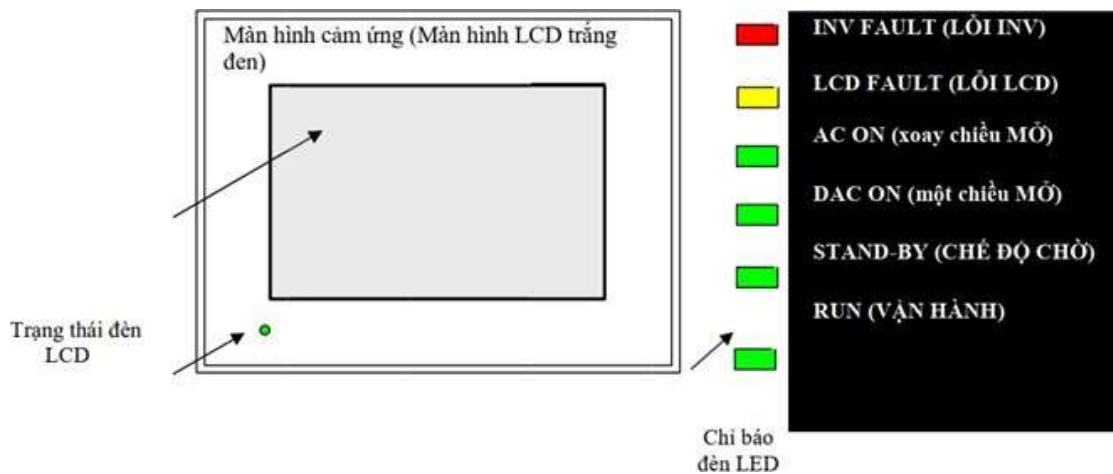 Màn hình cảm ứng (Màn hình LCD trắng
đen)
INV FAULT (LỖI INV)
LCD FAULT (LỖI LCD)
AC ON (xoay chiều MỞ)
DAC ON (một chiều MỞ)
STAND-BY (CHẾ ĐỘ CHỜ)
RUN (VẬN HÀNH)
Trạng thái đèn
LCD
Chỉ báo
đèn LED